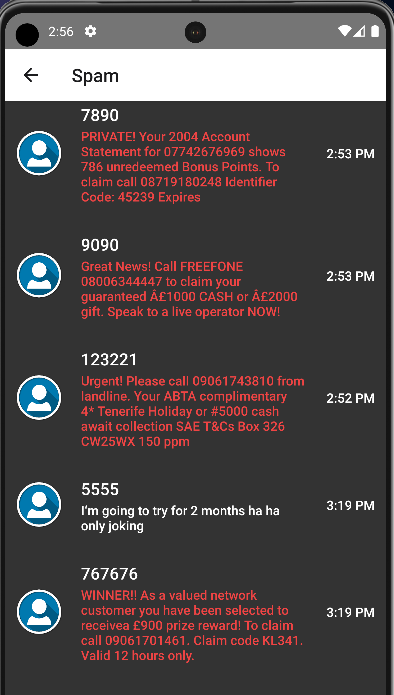 2:56
Spam
7890
PRIVATE! Your 2004 Account
Statement for 07742676969 shows
786 unredeemed Bonus Points. To
claim call 08719180248 Identifier
Code: 45239 Expires
2:53 PM
9090
Great News! Call FREEFONE
08006344447 to claim your
guaranteed Â£1000 CASH or Â£2000
gift. Speak to a live operator NOW!
2:53 PM
123221
Urgent! Please call 09061743810 from
landline. Your ABTA complimentary
4* Tenerife Holiday or #5000 cash
await collection SAE T&Cs Box 326
CW25WX 150 ppm
2:52 PM
5555
I'm going to try for 2 months ha ha
only joking
3:19 PM
767676
WINNER!! As a valued network
customer you have been selected to
receivea £900 prize reward! To claim
call 09061701461. Claim code KL341.
Valid 12 hours only.
3:19 PM